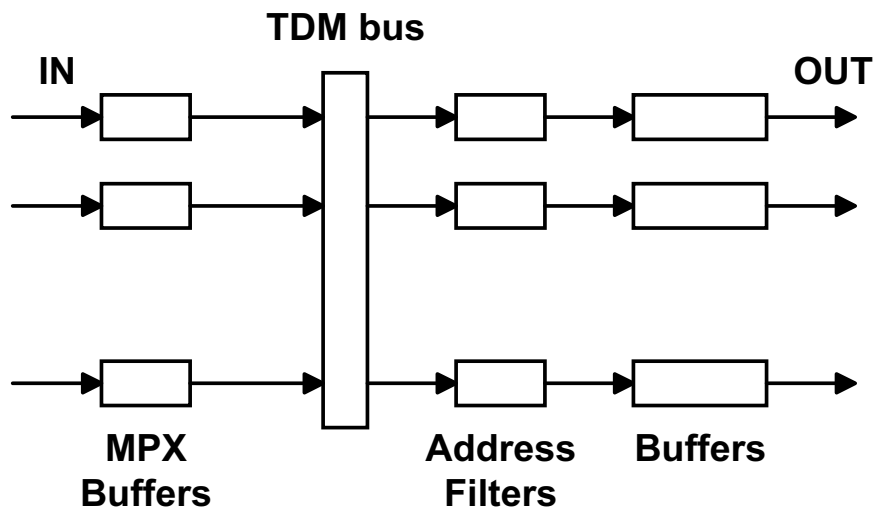 TDM bus
IN
OUT
MPX
Buffers
Address
Filters
Buffers